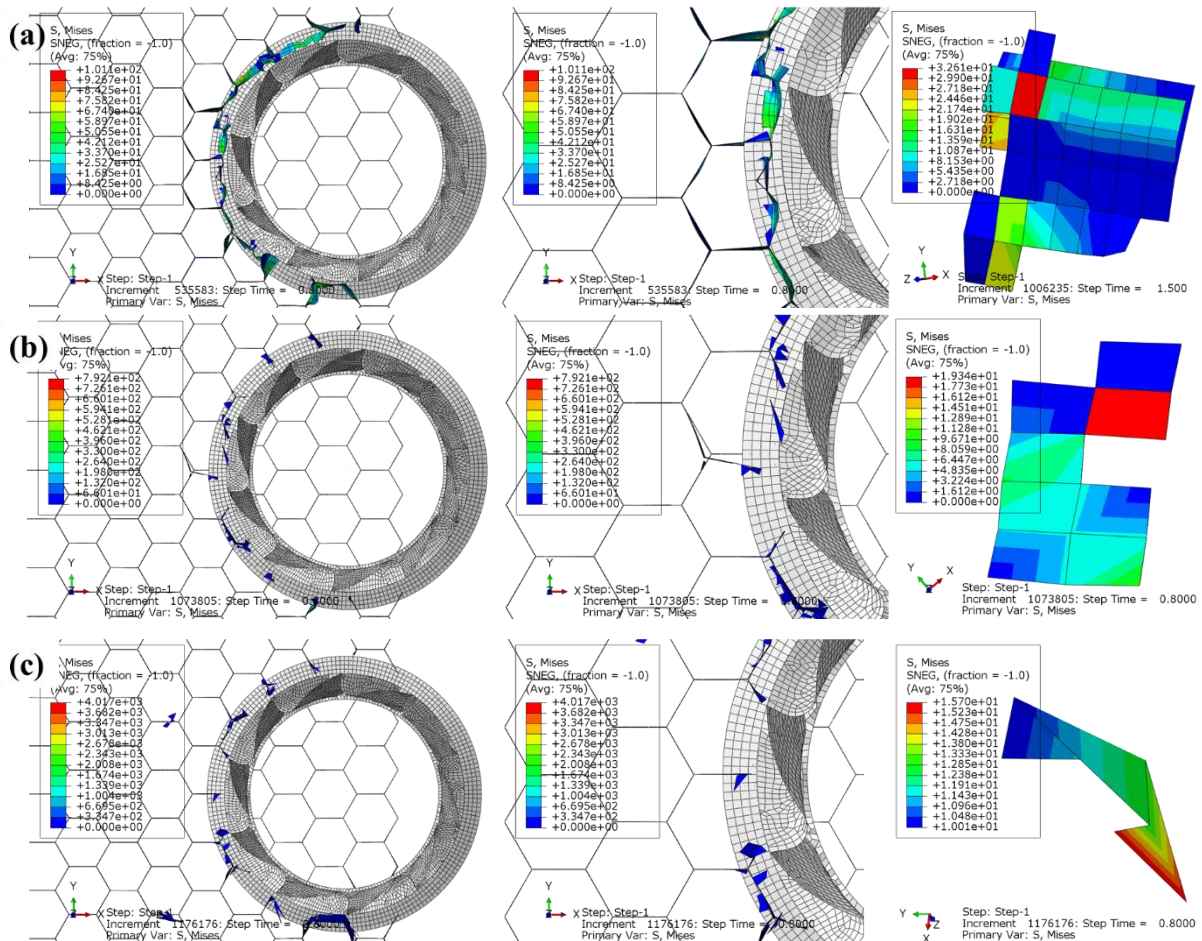 (a)
S, Mises
SNEG, (fraction = -1.0)
(Avg: 75%)
+1.011e+02
+9.267e+01
+8.425e+01
+7.582e+01
+6.740e+01
+5.897e+01
+5.055e+01
+4.212e+01
+3.370e+01
+2.527e+01
+1.685e+01
+8.425e+00
+0.000e+00
Y
X
Z
Step: Step-1
Increment 535583: Step Time = 0.8000
Primary Var: S, Mises
S, Mises
SNEG, (fraction = -1.0)
(Avg: 75%)
+1.011e+02
+9.267e+01
+8.425e+01
+7.582e+01
+6.740e+01
+5.897e+01
+5.055e+01
+4.212e+01
+3.370e+01
+2.527e+01
+1.685e+01
+8.425e+00
+0.000e+00
Y
X
Z
Step: Step-1
Increment 535583: Step Time = 0.8000
Primary Var: S, Mises
S, Mises
SNEG, (fraction = -1.0)
(Avg: 75%)
+3.261e+01
+2.990e+01
+2.718e+01
+2.446e+01
+2.174e+01
+1.902e+01
+1.631e+01
+1.359e+01
+1.087e+01
+8.153e+00
+5.435e+00
+2.718e+00
+0.000e+00
Y
X
Z
Step: Step-1
Increment 1006235: Step Time = 1.500
Primary Var: S, Mises
(b)
S, Mises
NEG, (fraction = -1.0)
vg: 75%)
+7.921e+02
+7.261e+02
+6.601e+02
+5.941e+02
+5.281e+02
+4.621e+02
+3.960e+02
+3.300e+02
+2.640e+02
+1.980e+02
+1.320e+02
+6.601e+01
+0.000e+00
Y
X
Z
Step: Step-1
Increment 1073805: Step Time = 0.8000
Primary Var: S, Mises
S, Mises
SNEG, (fraction = -1.0)
(Avg: 75%)
+7.921e+02
+7.261e+02
+6.601e+02
+5.941e+02
+5.281e+02
+4.621e+02
+3.960e+02
+3.300e+02
+2.640e+02
+1.980e+02
+1.320e+02
+6.601e+01
+0.000e+00
Y
X
Z
Step: Step-1
Increment 1073805: Step Time = 0.8000
Primary Var: S, Mises
S, Mises
SNEG, (fraction = -1.0)
(Avg: 75%)
+1.934e+01
+1.773e+01
+1.612e+01
+1.451e+01
+1.289e+01
+1.128e+01
+9.671e+00
+8.059e+00
+6.447e+00
+4.835e+00
+3.224e+00
+1.612e+00
+0.000e+00
Y
X
Z
Step: Step-1
Increment 1073805: Step Time = 0.8000
Primary Var: S, Mises
(c)
S, Mises
SNEG, (fraction = -1.0)
(Avg: 75%)
+4.017e+03
+3.682e+03
+3.347e+03
+3.013e+03
+2.678e+03
+2.343e+03
+2.008e+03
+1.674e+03
+1.339e+03
+1.004e+03
+6.695e+02
+3.347e+02
+0.000e+00
Y
X
Z
Step: Step-1
Increment 1176176: Step Time = 0.8000
Primary Var: S, Mises
S, Mises
SNEG, (fraction = -1.0)
(Avg: 75%)
+4.017e+03
+3.682e+03
+3.347e+03
+3.013e+03
+2.678e+03
+2.343e+03
+2.008e+03
+1.674e+03
+1.339e+03
+1.004e+03
+6.695e+02
+3.347e+02
+0.000e+00
Y
X
Z
Step: Step-1
Increment 1176176: Step Time = 0.8000
Primary Var: S, Mises
S, Mises
SNEG, (fraction = -1.0)
(Avg: 75%)
+1.570e+01
+1.523e+01
+1.475e+01
+1.428e+01
+1.380e+01
+1.333e+01
+1.285e+01
+1.238e+01
+1.191e+01
+1.143e+01
+1.096e+01
+1.048e+01
+1.001e+01
Y
Z
X
Step: Step-1
Increment 1176176: Step Time = 0.8000
Primary Var: S, Mises